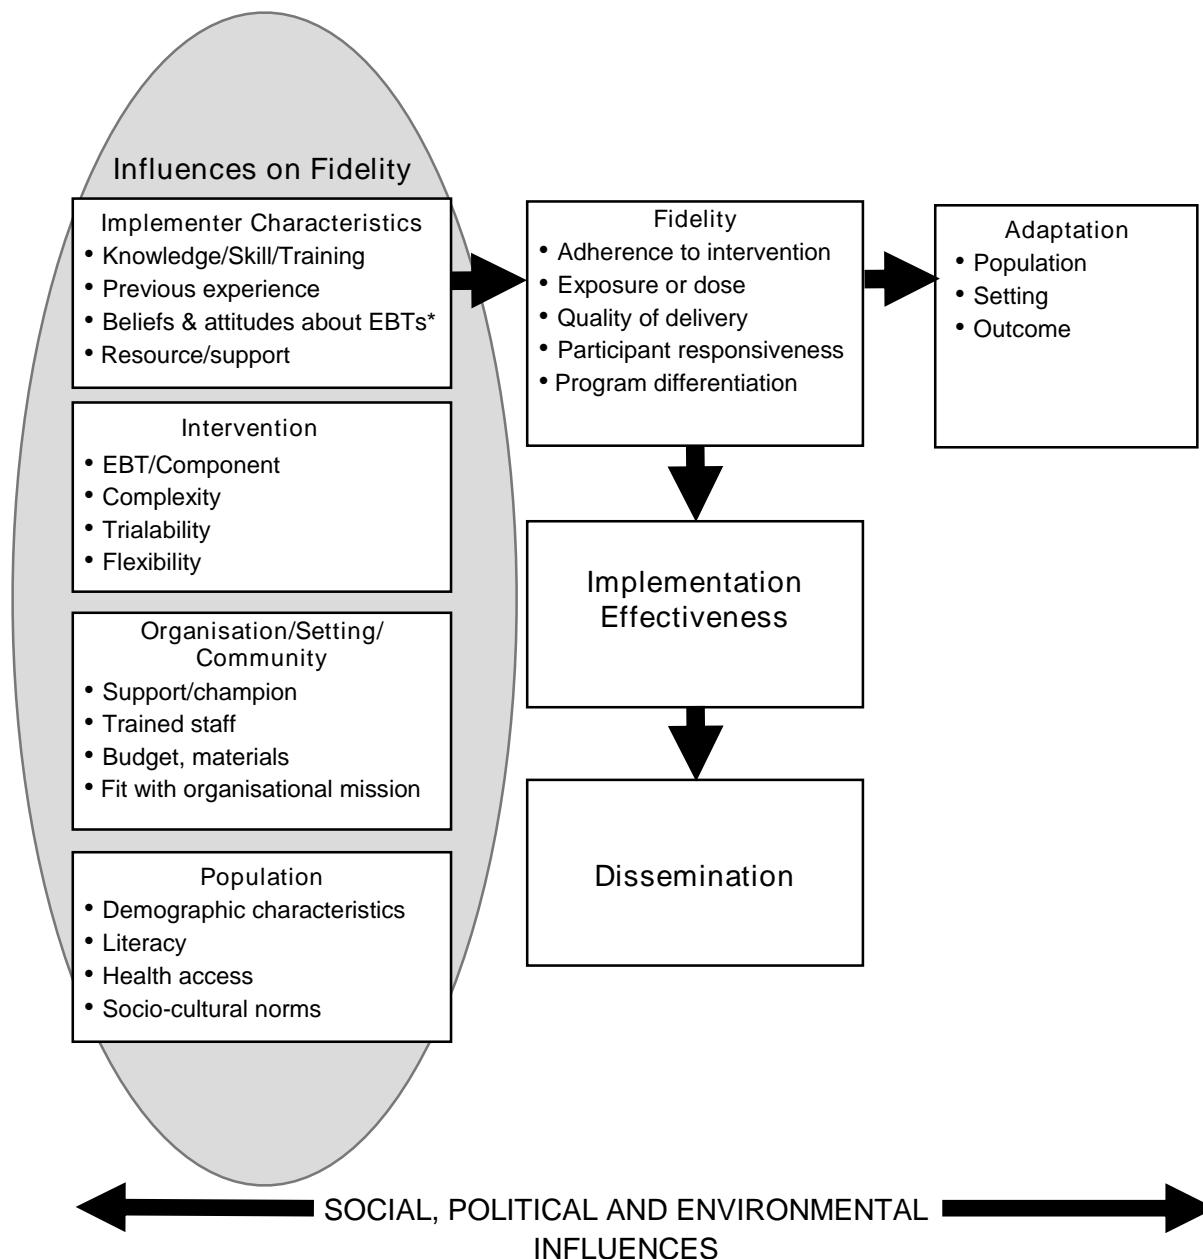 Influences on Fidelity
Implementer Characteristics
• Knowledge/Skill/Training
• Previous experience
• Beliefs & attitudes about EBTs*
• Resource/support
Intervention
• EBT/Component
• Complexity
• Trialability
• Flexibility
Organisation/Setting/
Community
• Support/champion
• Trained staff
• Budget, materials
• Fit with organisational mission
Population
• Demographic characteristics
• Literacy
• Health access
• Socio-cultural norms
Fidelity
• Adherence to intervention
• Exposure or dose
• Quality of delivery
• Participant responsiveness
• Program differentiation
Adaptation
• Population
• Setting
• Outcome
Implementation
Effectiveness
Dissemination
SOCIAL, POLITICAL AND ENVIRONMENTAL
INFLUENCES